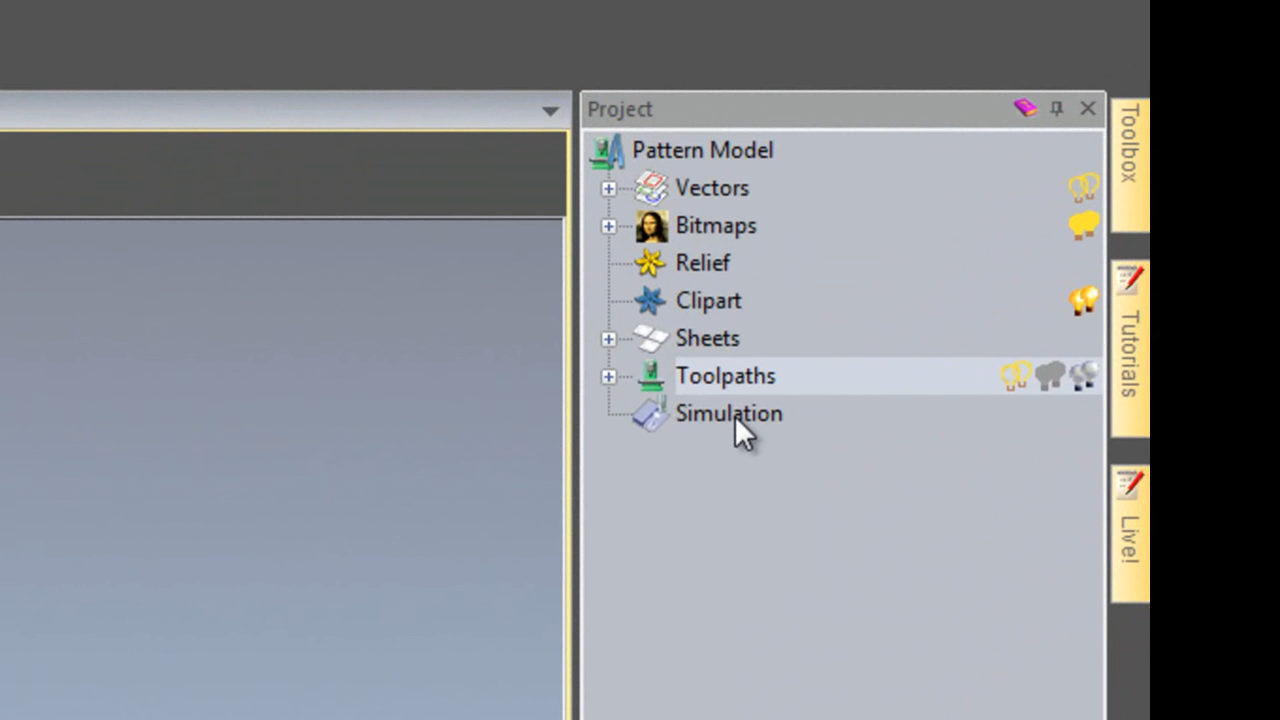 Project
Pattern Model
Vectors
Bitmaps
Relief
Clipart
Sheets
Toolpaths
Simulation
Toolbox
Tutorials
Live!